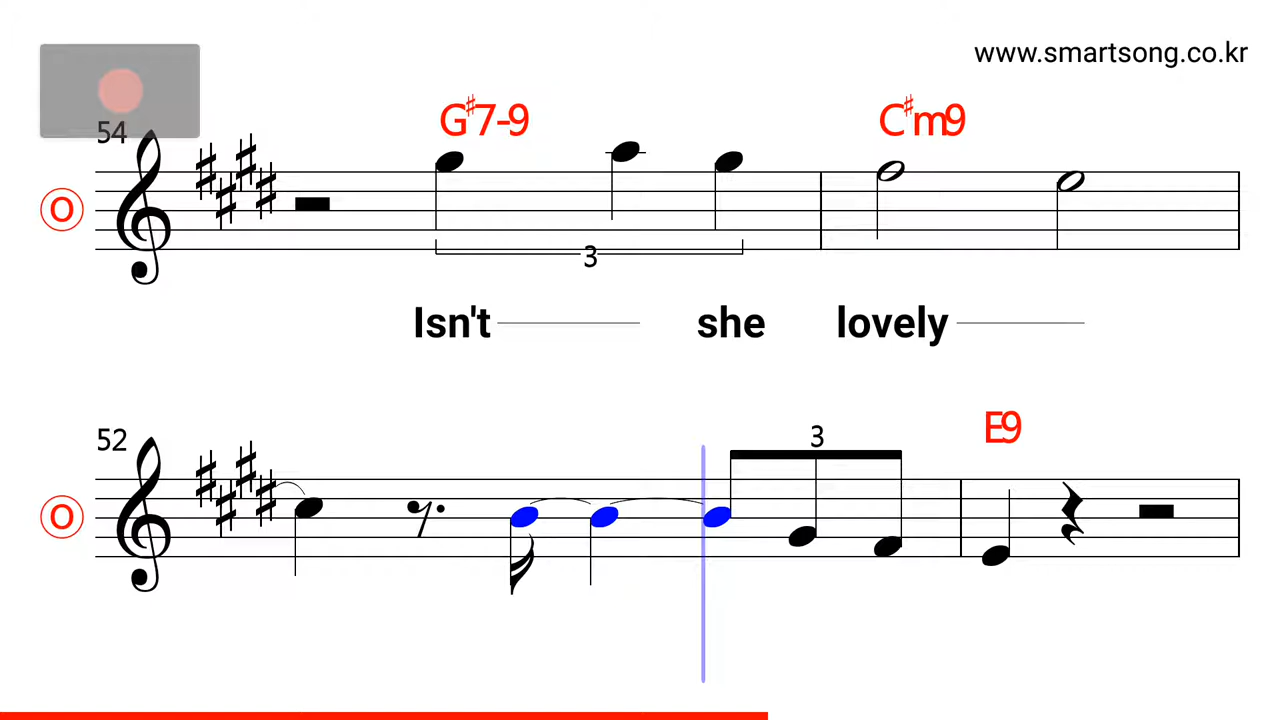 www.smartsong.co.kr
54
G♯7-9 C♯m9
O
3
Isn't she lovely
52
3
E9
O